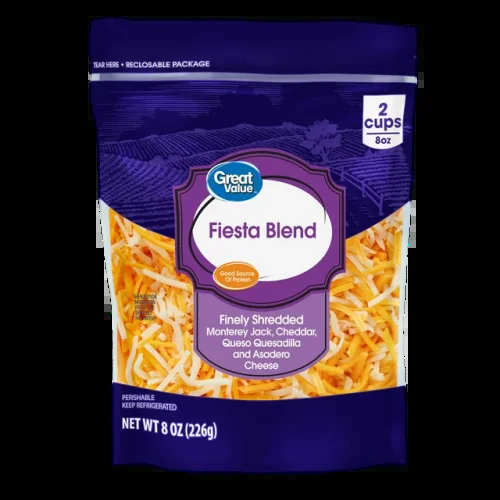 TEAR HERE • RECLOSABLE PACKAGE
2
cups
8oz
Great
Value
Fiesta Blend
Good Source
Of Protein
Finely Shredded
Monterey Jack, Cheddar,
Queso Quesadilla
and Asadero
Cheese
PERISHABLE
KEEP REFRIGERATED
NET WT 8 OZ (226g)